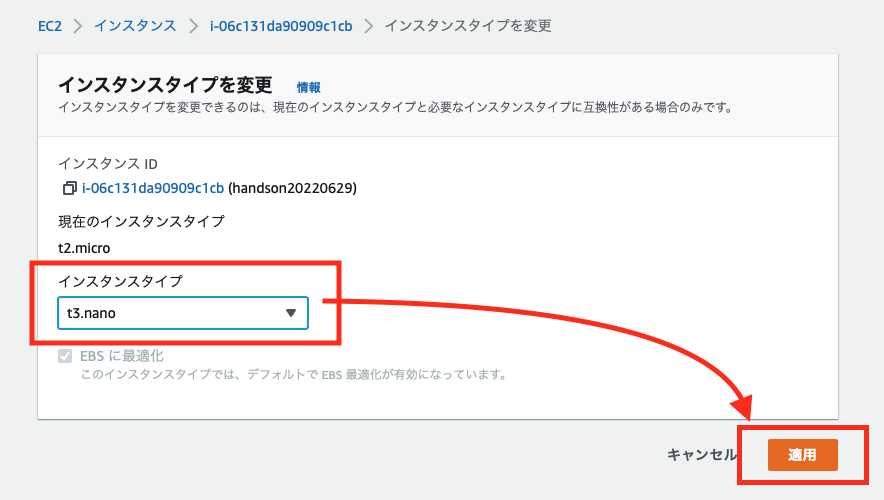 EC2 > インスタンス > i-06c131da90909c1cb > インスタンスタイプを変更
インスタンスタイプを変更 情報
インスタンスタイプを変更できるのは、現在のインスタンスタイプと必要なインスタンスタイプに互換性がある場合のみです。
インスタンス ID
i-06c131da90909c1cb (handson20220629)
現在のインスタンスタイプ
t2.micro
インスタンスタイプ
t3.nano
EBS に最適化
このインスタンスタイプでは、デフォルトで EBS 最適化が有効になっています。
キャンセル 適用